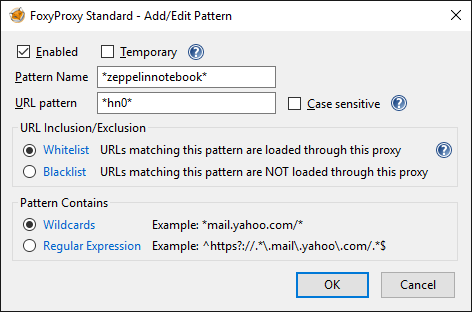 FoxyProxy Standard - Add/Edit Pattern
Enabled Temporary ?
Pattern Name *zeppelinnotebook*
URL pattern *hn0* Case sensitive ?
URL Inclusion/Exclusion
Whitelist URLs matching this pattern are loaded through this proxy ?
Blacklist URLs matching this pattern are NOT loaded through this proxy
Pattern Contains
Wildcards Example: *mail.yahoo.com/*
Regular Expression Example: ^https?://.*\.mail\.yahoo\.com/.*$
OK Cancel